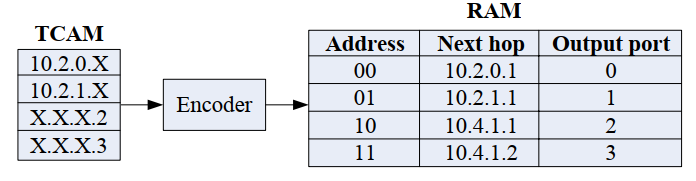 RAM
TCAM
Address Next hop Output port
10.2.0.X
00 10.2.0.1 0
10.2.1.X
01 10.2.1.1 1
Encoder
X.X.X.2
10 10.4.1.1 2
X.X.X.3
11 10.4.1.2 3